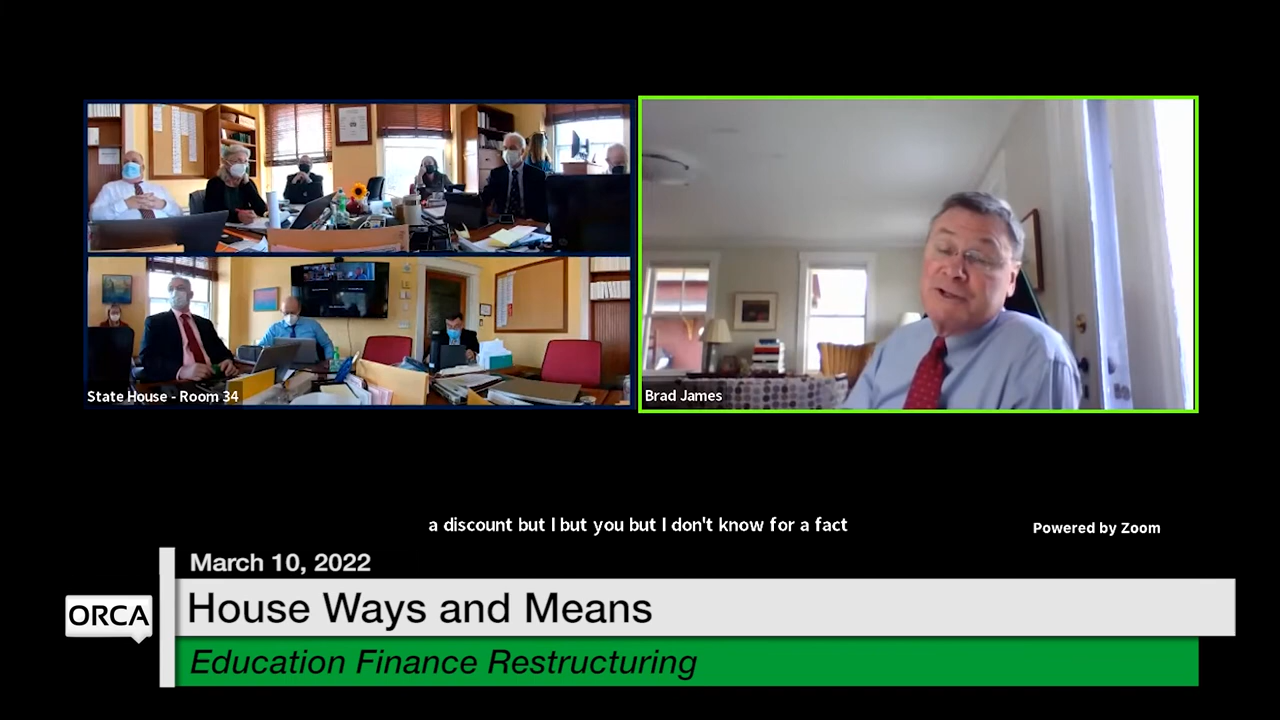 State House - Room 34
Brad James
a discount but I but you but I don't know for a fact
Powered by Zoom
March 10, 2022
ORCA
House Ways and Means
Education Finance Restructuring